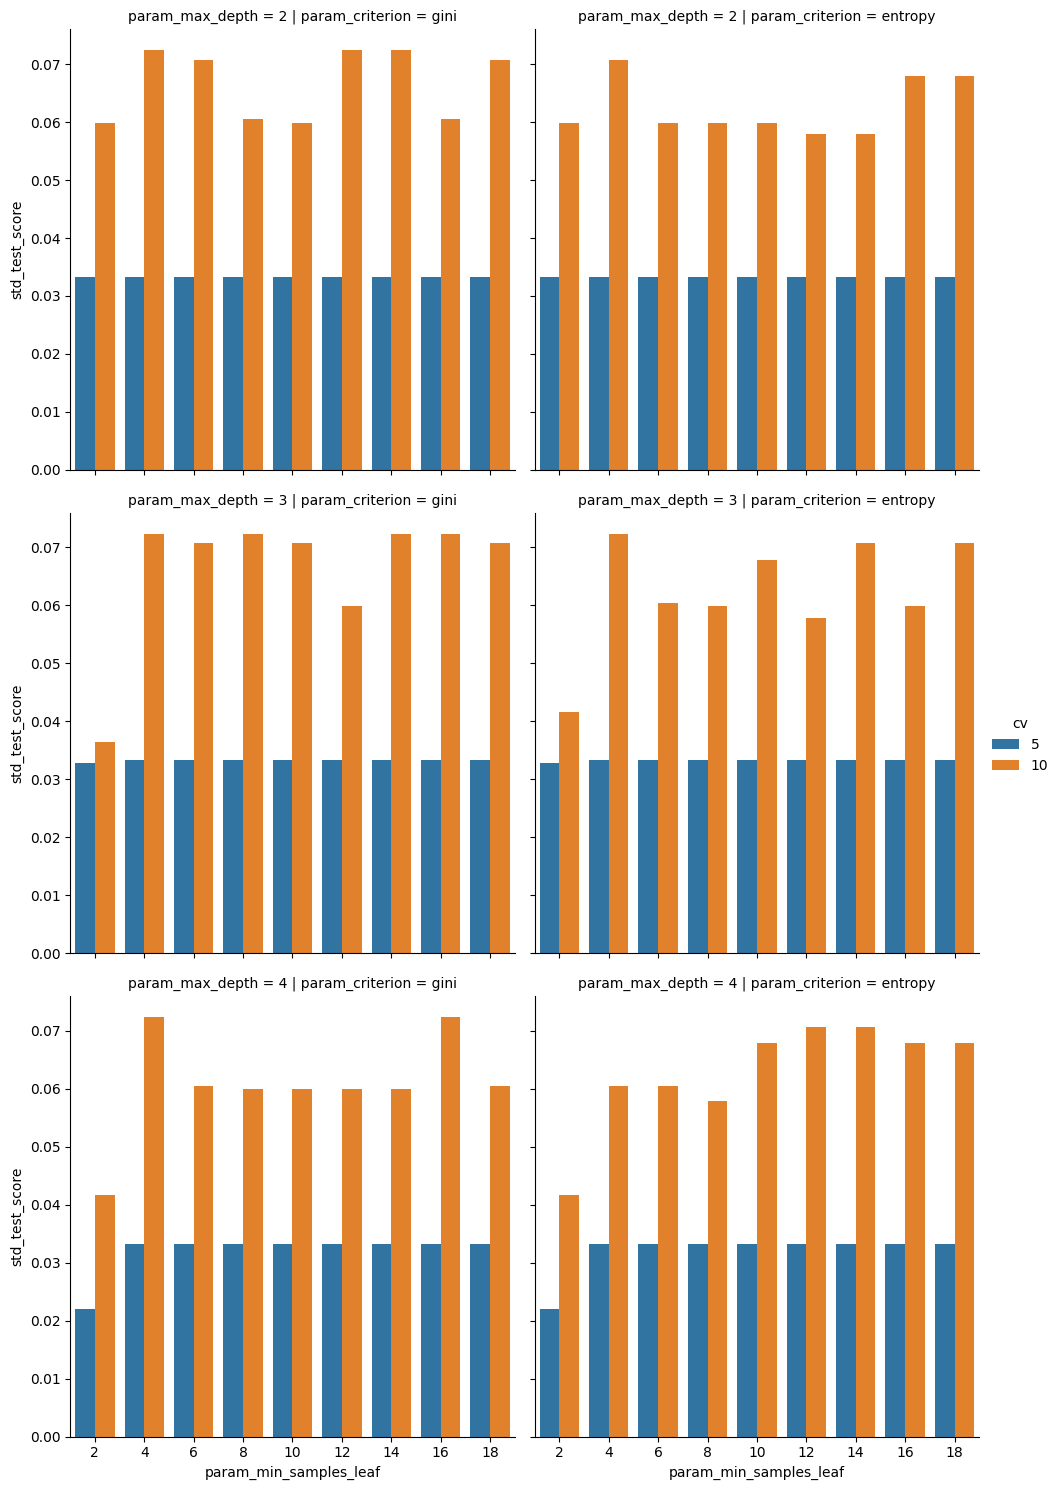 param_max_depth = 2 | param_criterion = gini
param_max_depth = 2 | param_criterion = entropy
0.07
0.06
0.05
0.04
0.03
0.02
0.01
0.00
std_test_score
param_max_depth = 3 | param_criterion = gini
param_max_depth = 3 | param_criterion = entropy
0.07
0.06
0.05
0.04
0.03
0.02
0.01
0.00
std_test_score
cv
5
10
param_max_depth = 4 | param_criterion = gini
param_max_depth = 4 | param_criterion = entropy
0.07
0.06
0.05
0.04
0.03
0.02
0.01
0.00
std_test_score
2 4 6 8 10 12 14 16 18
2 4 6 8 10 12 14 16 18
param_min_samples_leaf
param_min_samples_leaf